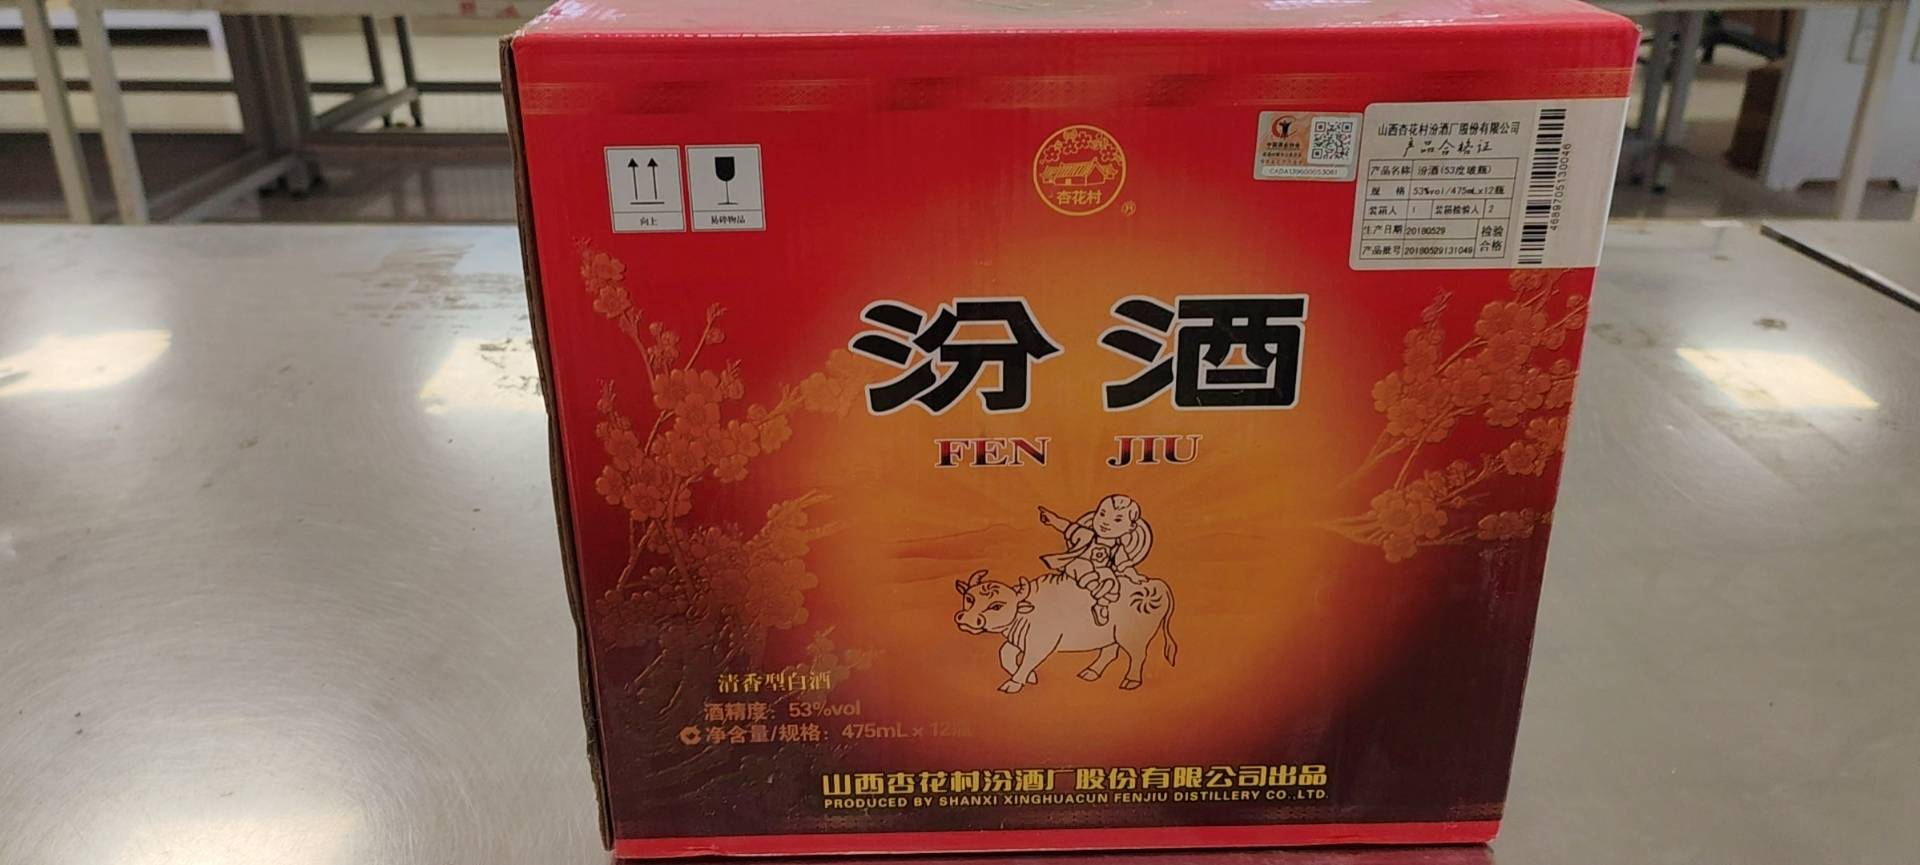 向上
易碎物品
杏花村
CADA139600053081
山西杏花村汾酒厂股份有限公司
产品合格证
产品名称 汾酒(53度玻瓶)
规 格 53%vol/475mL×12瓶
装箱人 1 装箱检验人 2
生产日期 20180529 检验
产品批号 20180529131049 合格
4689705130046
汾酒
FEN JIU
清香型白酒
酒精度：53%vol
净含量/规格：475mL×12瓶
山西杏花村汾酒厂股份有限公司出品
PRODUCED BY SHANXI XINGHUACUN FENJIU DISTILLERY CO.,LTD.